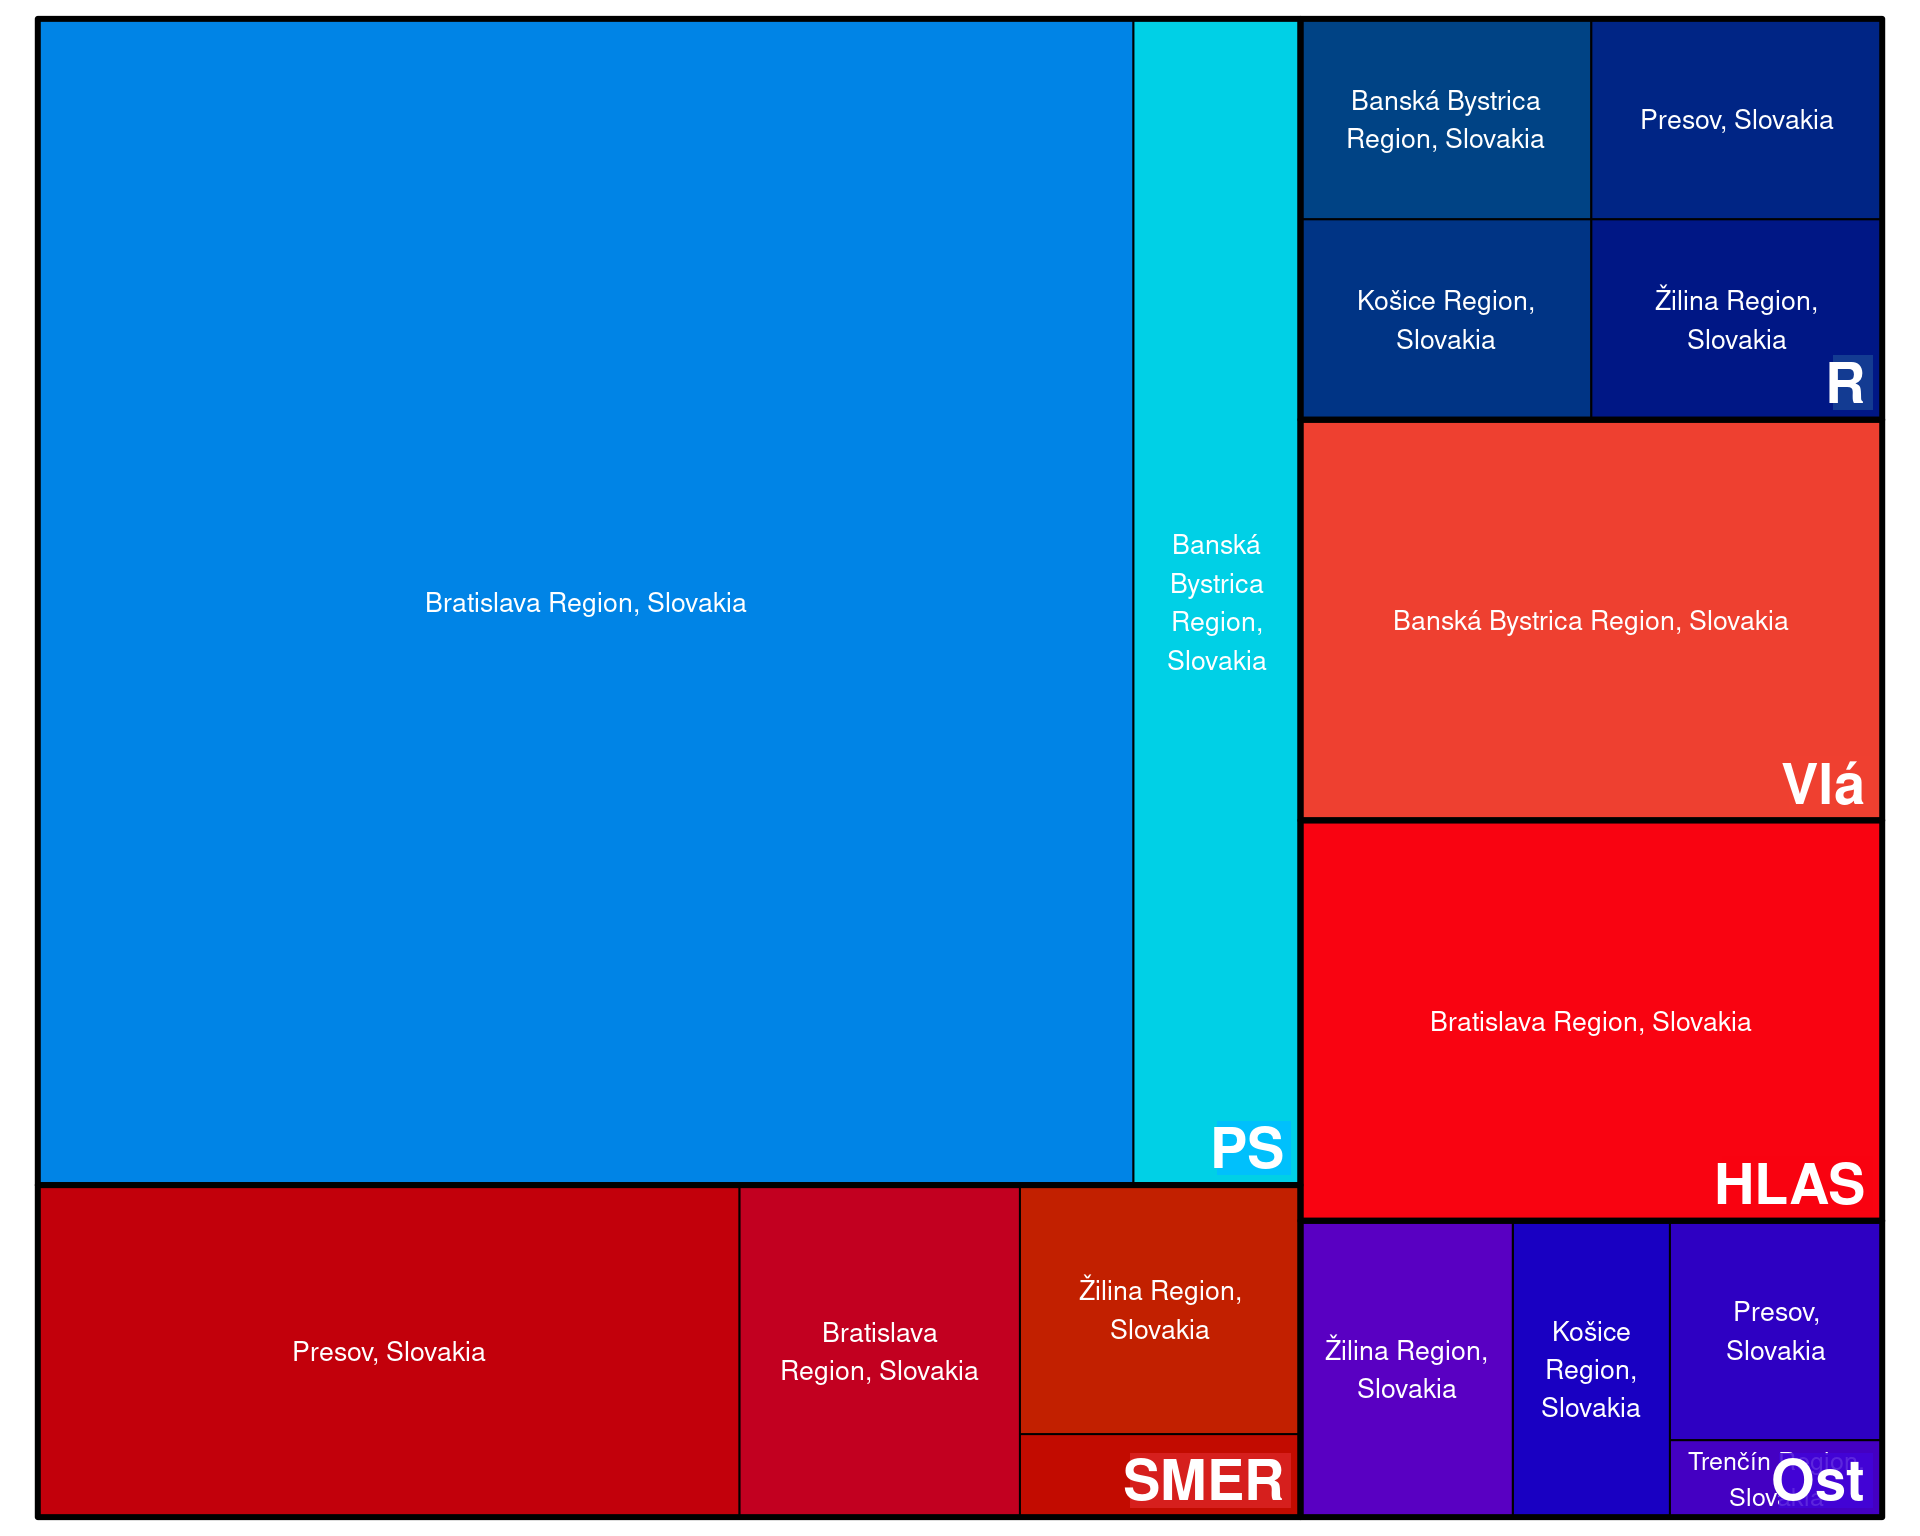 Bratislava Region, Slovakia
Banská
Bystrica
Region,
Slovakia
PS
Presov, Slovakia
Bratislava
Region, Slovakia
Žilina Region,
Slovakia
SMER
Banská Bystrica
Region, Slovakia
Presov, Slovakia
Košice Region,
Slovakia
Žilina Region,
Slovakia
R
Banská Bystrica Region, Slovakia
Vlá
Bratislava Region, Slovakia
HLAS
Žilina Region,
Slovakia
Košice
Region,
Slovakia
Presov,
Slovakia
Trenčín Region,
Slovakia
Ost